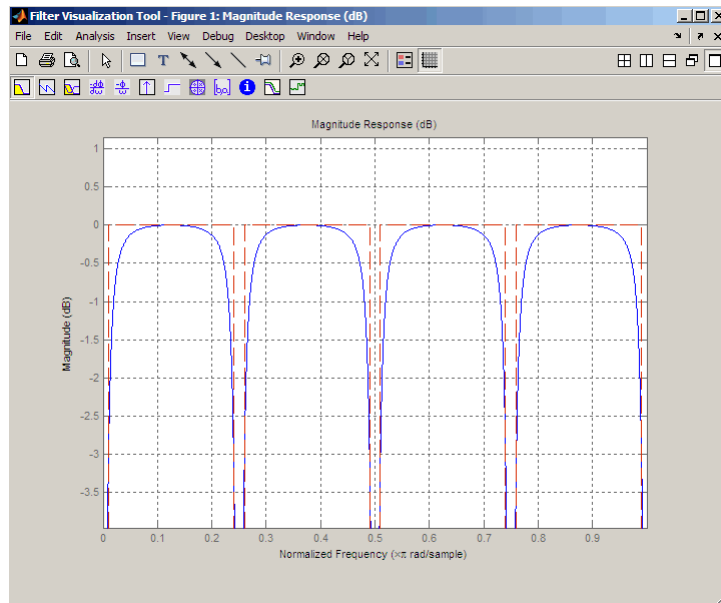 Filter Visualization Tool - Figure 1: Magnitude Response (dB)
File Edit Analysis Insert View Debug Desktop Window Help
Magnitude Response (dB)
1
0.5
0
-0.5
-1
-1.5
-2
-2.5
-3
-3.5
Magnitude (dB)
0 0.1 0.2 0.3 0.4 0.5 0.6 0.7 0.8 0.9
Normalized Frequency (×π rad/sample)